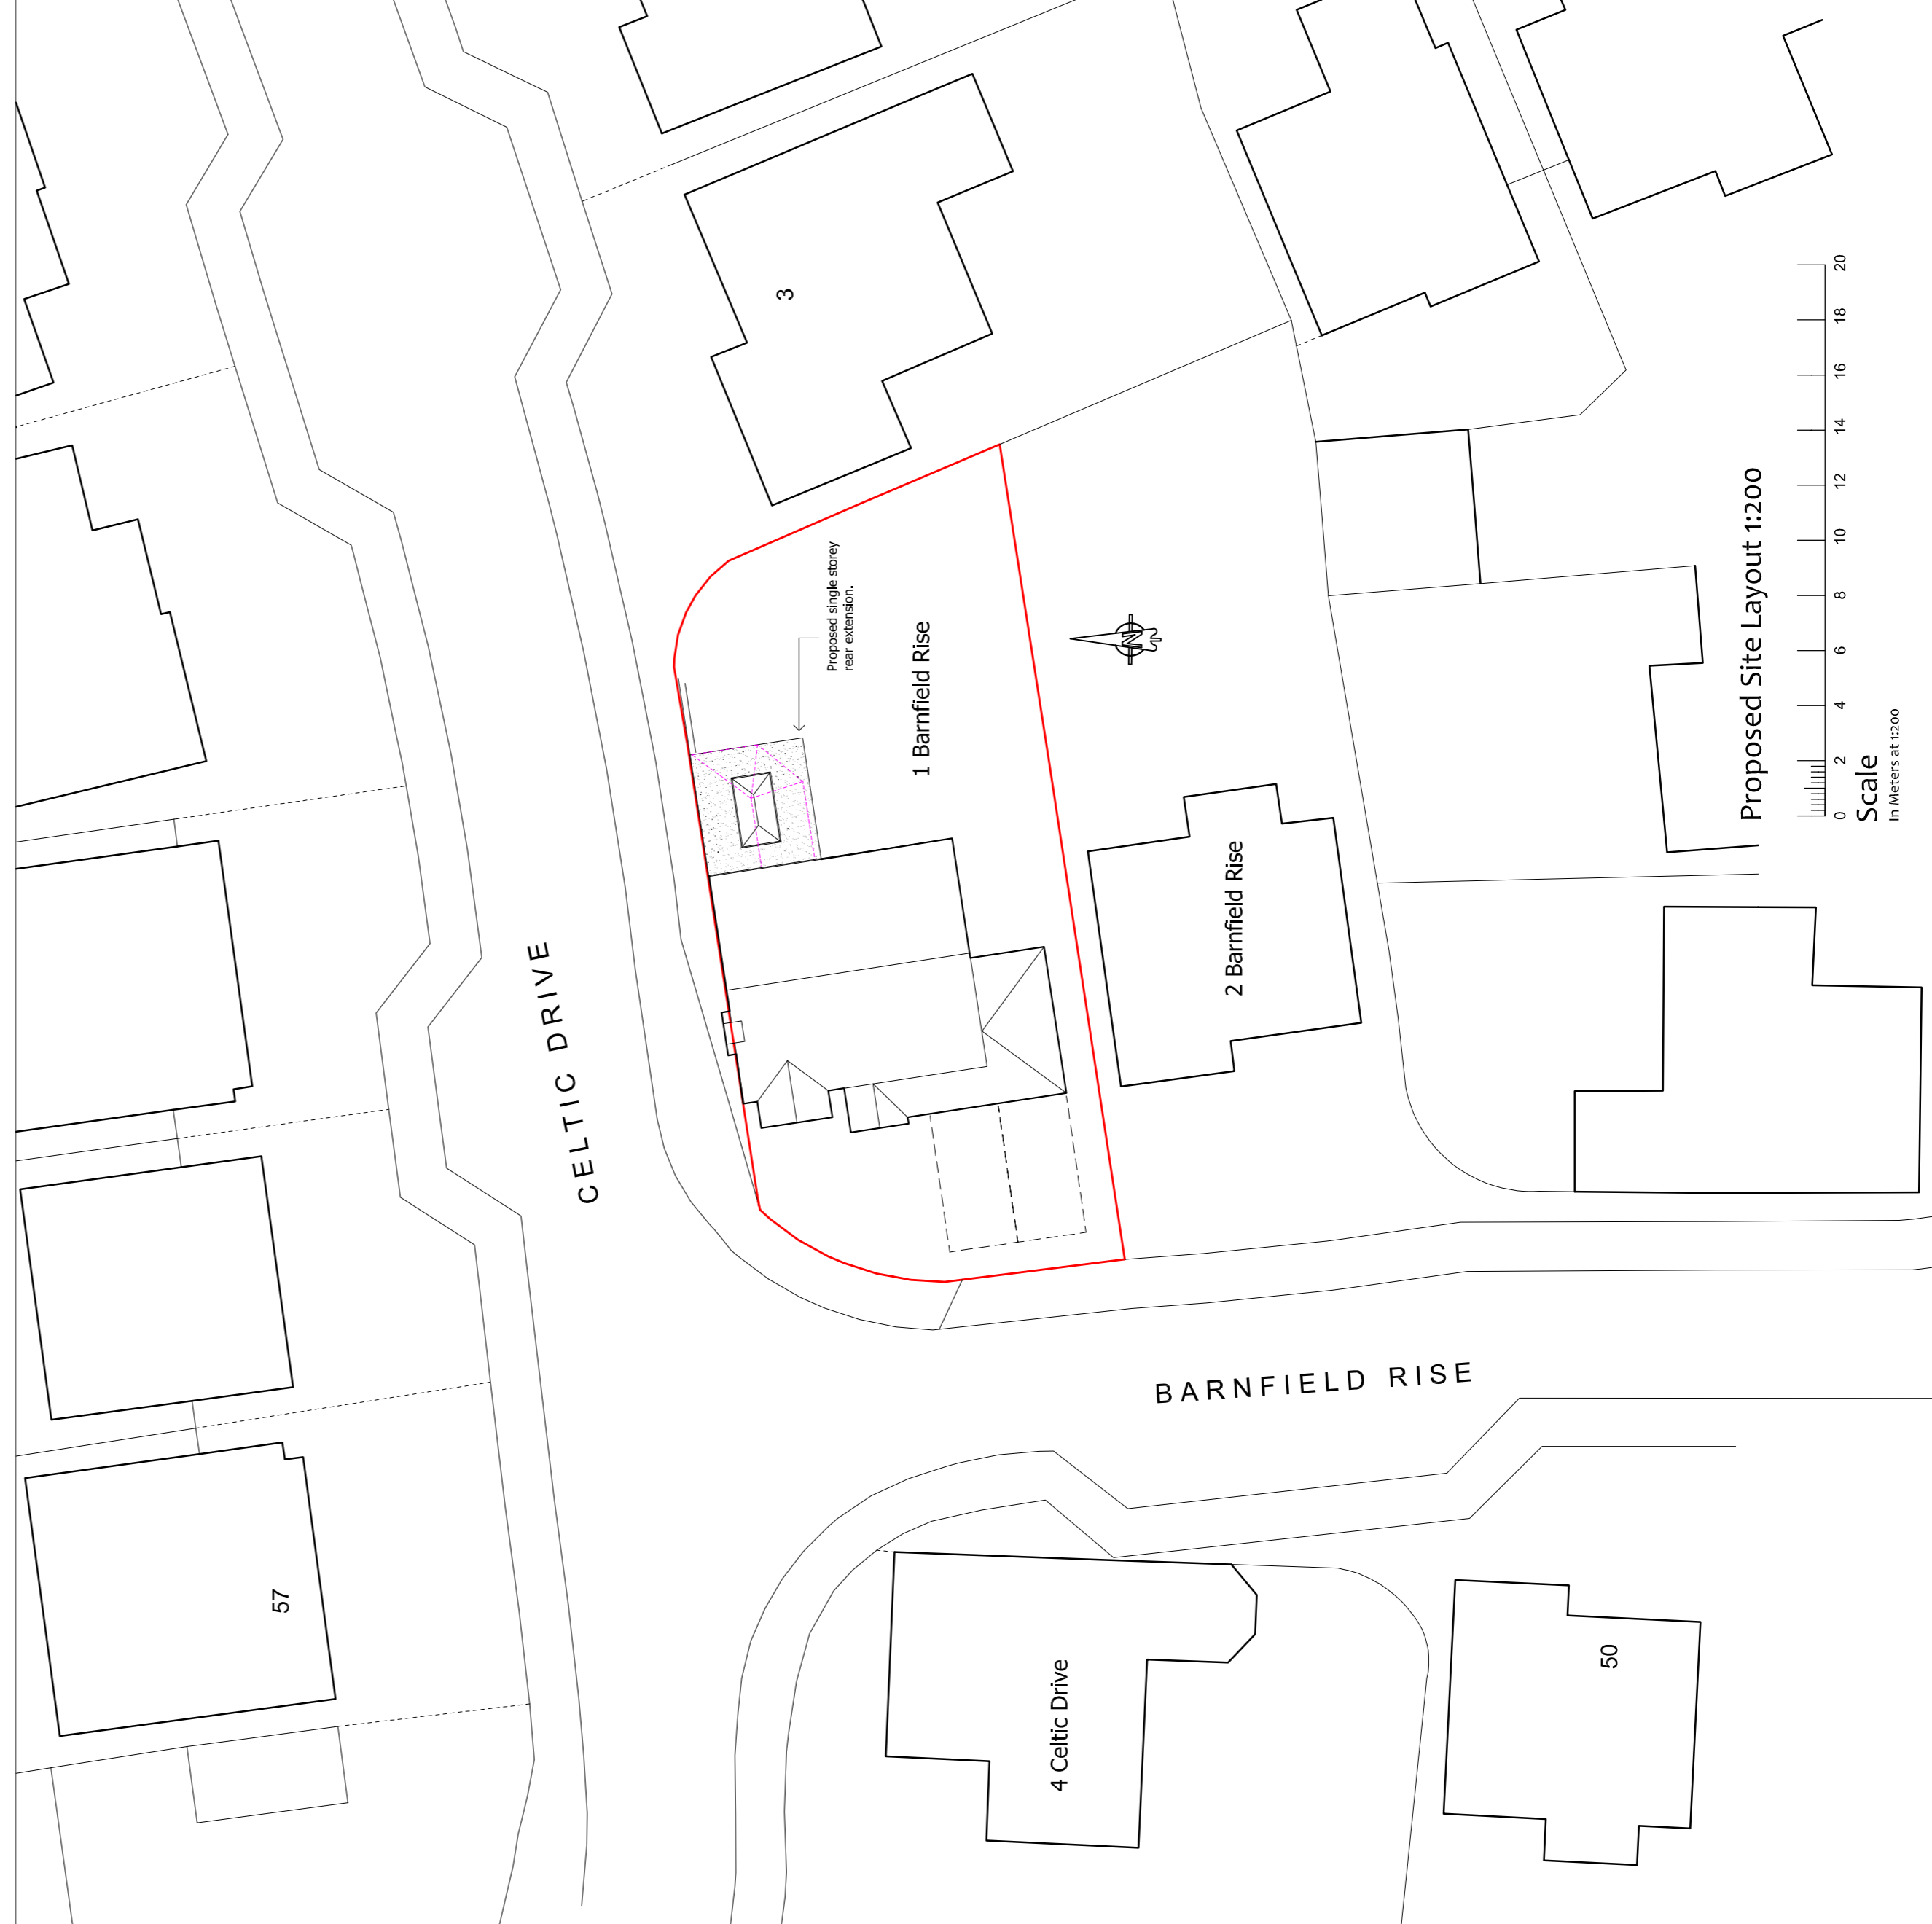 CELTIC DRIVE
3
Proposed single storey
rear extension.
1 Barnfield Rise
N
2 Barnfield Rise
BARNFIELD RISE
57
4 Celtic Drive
50
Proposed Site Layout 1:200
0 2 4 6 8 10 12 14 16 18 20
Scale
In Meters at 1:200